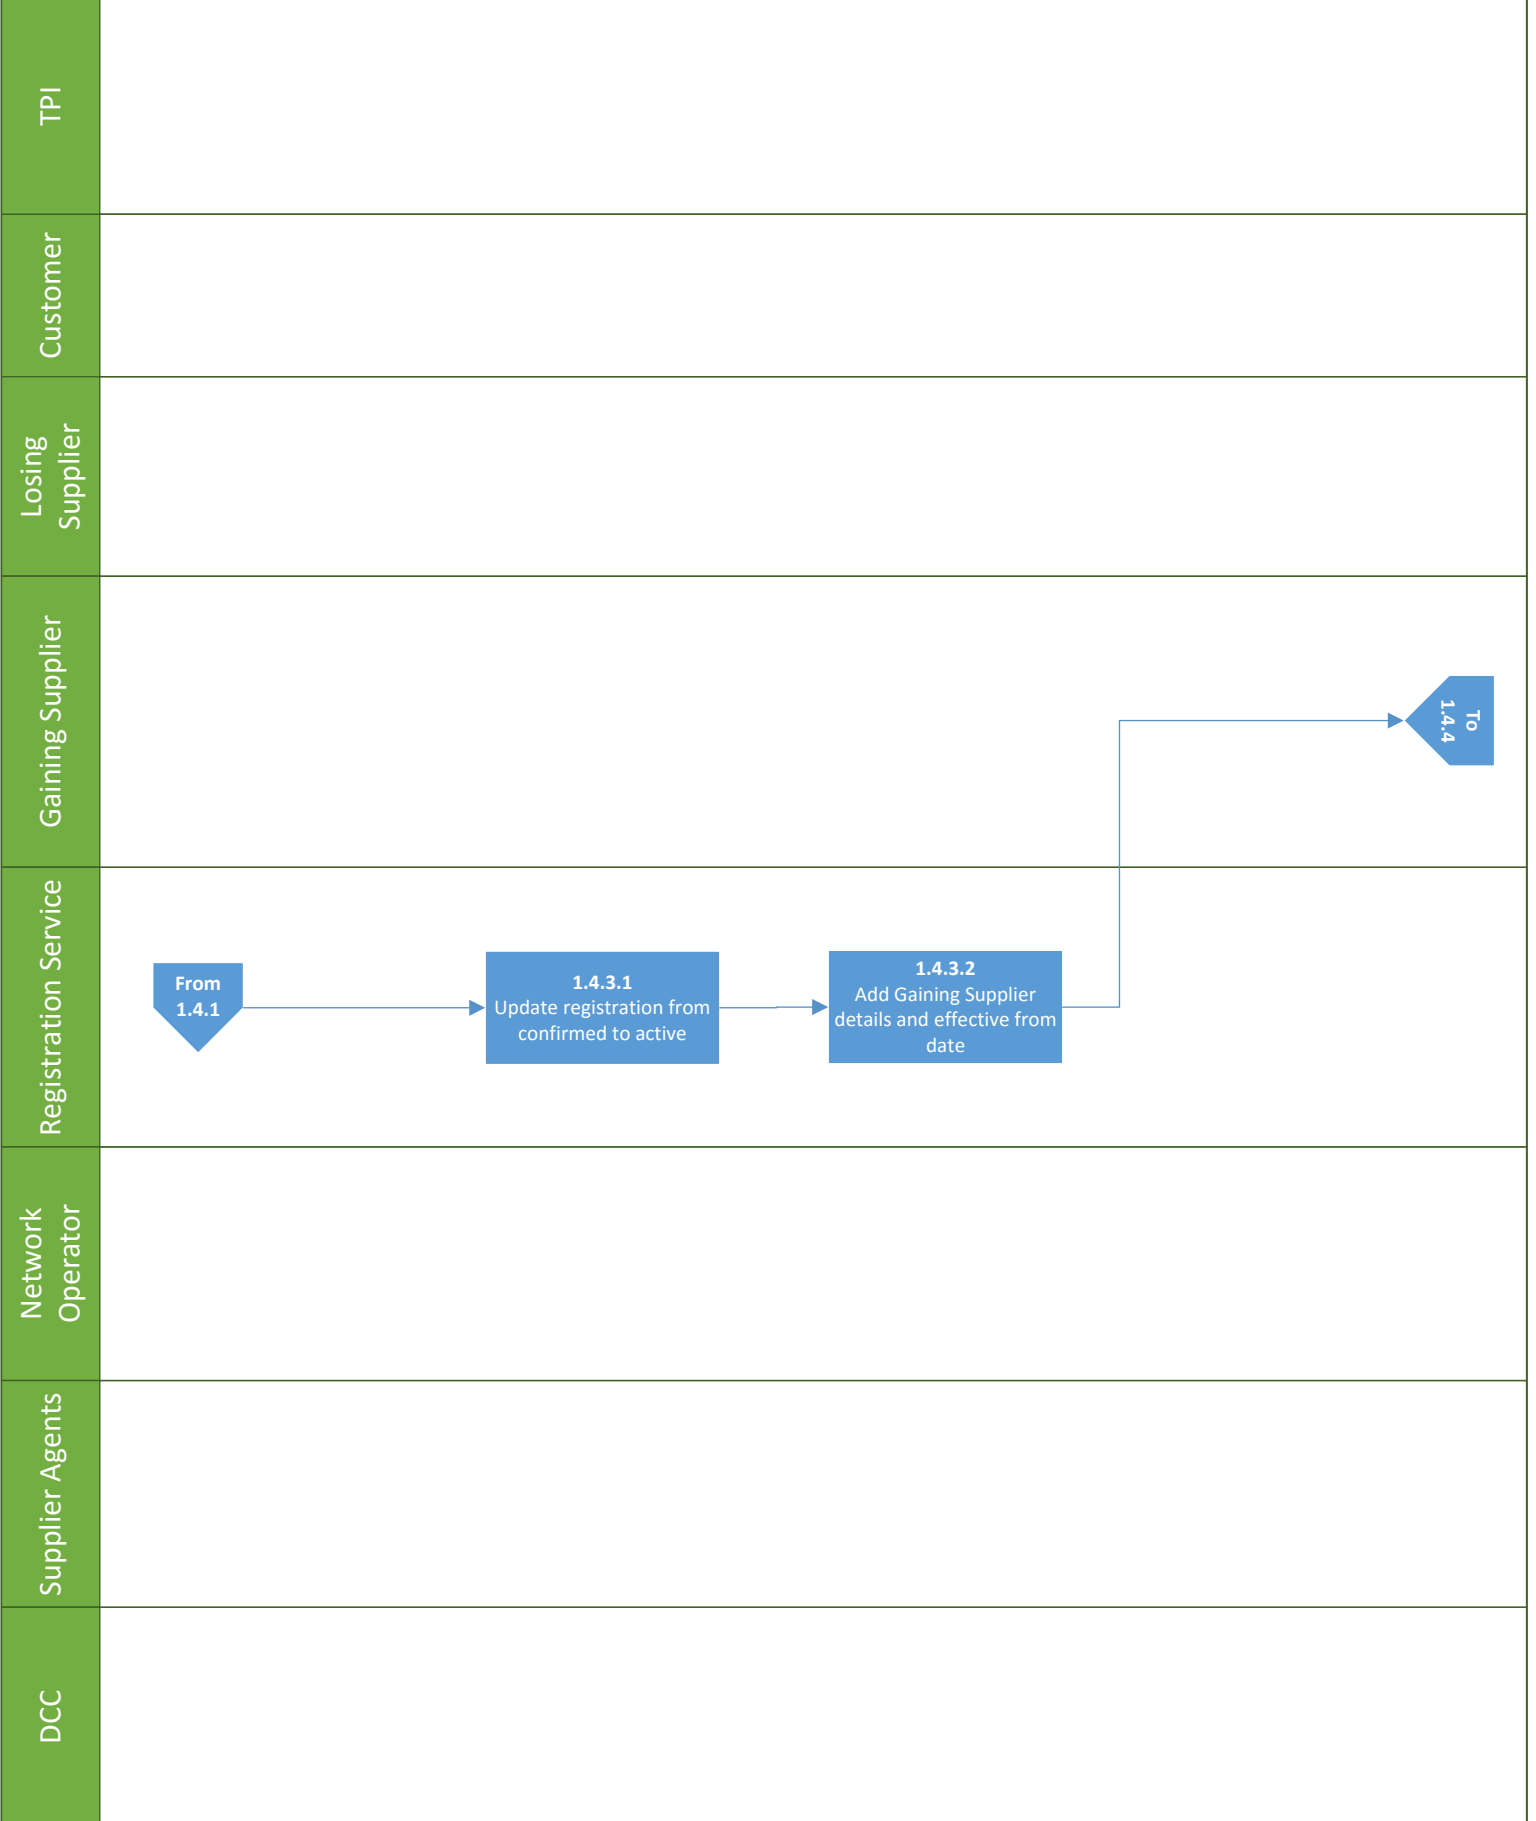 TPI
Customer
Losing
Supplier
Gaining Supplier
To
1.4.4
Registration Service
From
1.4.1
1.4.3.1
Update registration from
confirmed to active
1.4.3.2
Add Gaining Supplier
details and effective from
date
Network
Operator
Supplier Agents
DCC